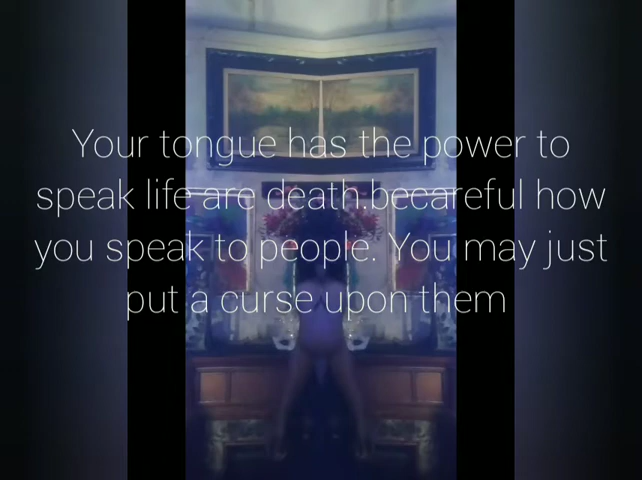 Your tongue has the power to
speak life are death.becareful how
you speak to people. You may just
put a curse upon them